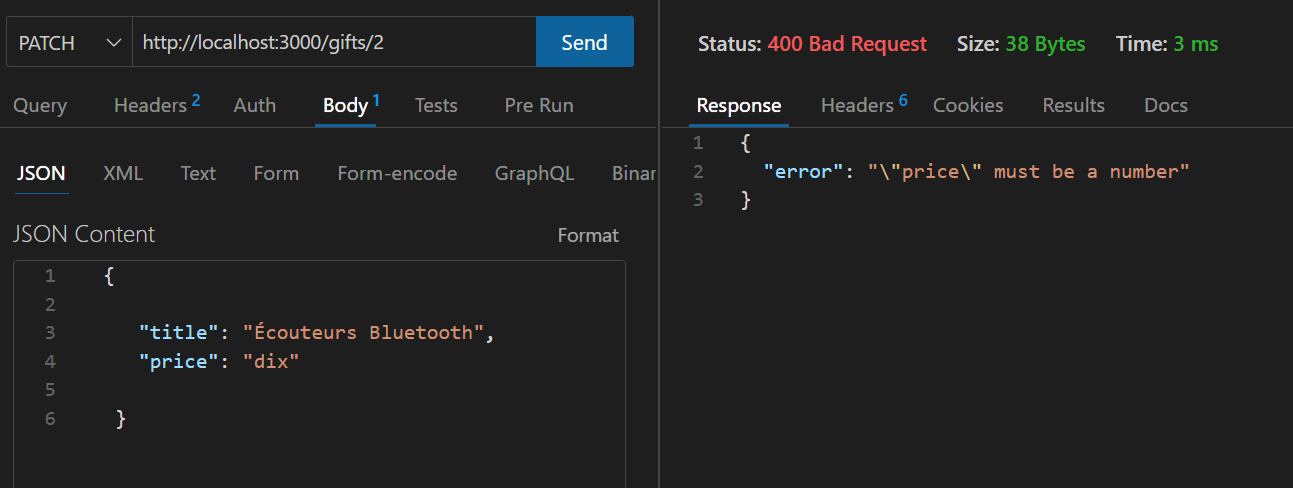 PATCH http://localhost:3000/gifts/2 Send
Query Headers 2 Auth Body 1 Tests Pre Run
JSON XML Text Form Form-encode GraphQL Binar
JSON Content Format
1 {
2
3 "title": "Écouteurs Bluetooth",
4 "price": "dix"
5
6 }
Status: 400 Bad Request Size: 38 Bytes Time: 3 ms
Response Headers 6 Cookies Results Docs
1 {
2 "error": "\"price\" must be a number"
3 }